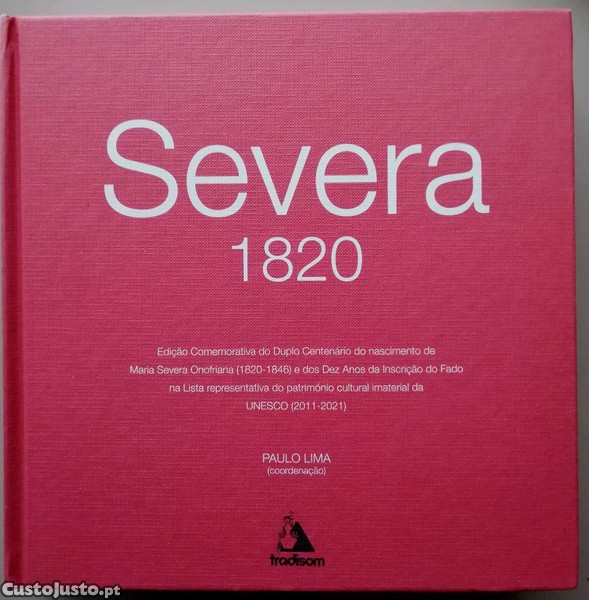 Severa
1820
Edição Comemorativa do Duplo Centenário do nascimento de
Maria Severa Onofriana (1820-1846) e dos Dez Anos da Inscrição do Fado
na Lista representativa do património cultural imaterial da
UNESCO (2011-2021)
PAULO LIMA
(coordenação)
tradisom
CustoJusto.pt